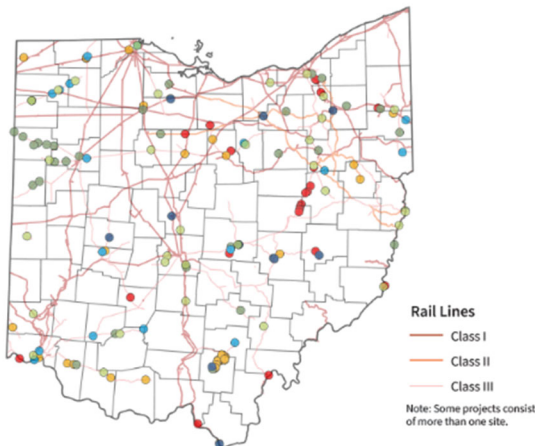 Rail Lines
Class I
Class II
Class III
Note: Some projects consist
of more than one site.